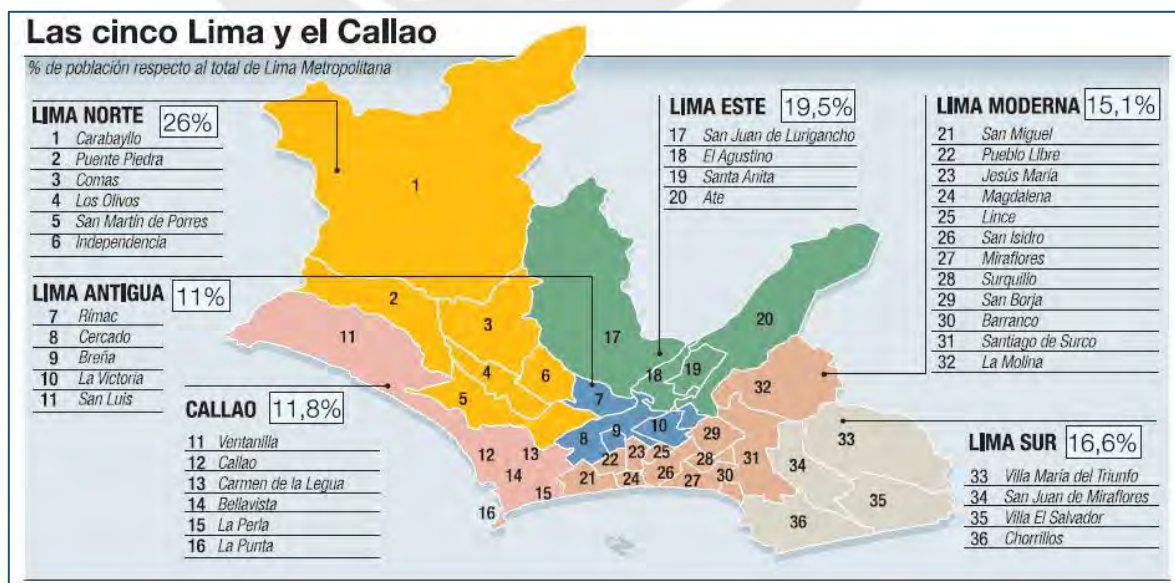 Las cinco Lima y el Callao
% de población respecto al total de Lima Metropolitana
LIMA NORTE 26%
1 Carabayllo
2 Puente Piedra
3 Comas
4 Los Olivos
5 San Martín de Porres
6 Independencia
LIMA ANTIGUA 11%
7 Rímac
8 Cercado
9 Breña
10 La Victoria
11 San Luis
CALLAO 11,8%
11 Ventanilla
12 Callao
13 Carmen de la Legua
14 Bellavista
15 La Perla
16 La Punta
LIMA ESTE 19,5%
17 San Juan de Lurigancho
18 El Agustino
19 Santa Anita
20 Ate
LIMA MODERNA 15,1%
21 San Miguel
22 Pueblo Libre
23 Jesús María
24 Magdalena
25 Lince
26 San Isidro
27 Miraflores
28 Surquillo
29 San Borja
30 Barranco
31 Santiago de Surco
32 La Molina
LIMA SUR 16,6%
33 Villa María del Triunfo
34 San Juan de Miraflores
35 Villa El Salvador
36 Chorrillos
1
2
3
4
5
6
7
8
9
10
11
12
13
14
15
16
17
18
19
20
21
22
23
24
25
26
27
28
29
30
31
32
33
34
35
36